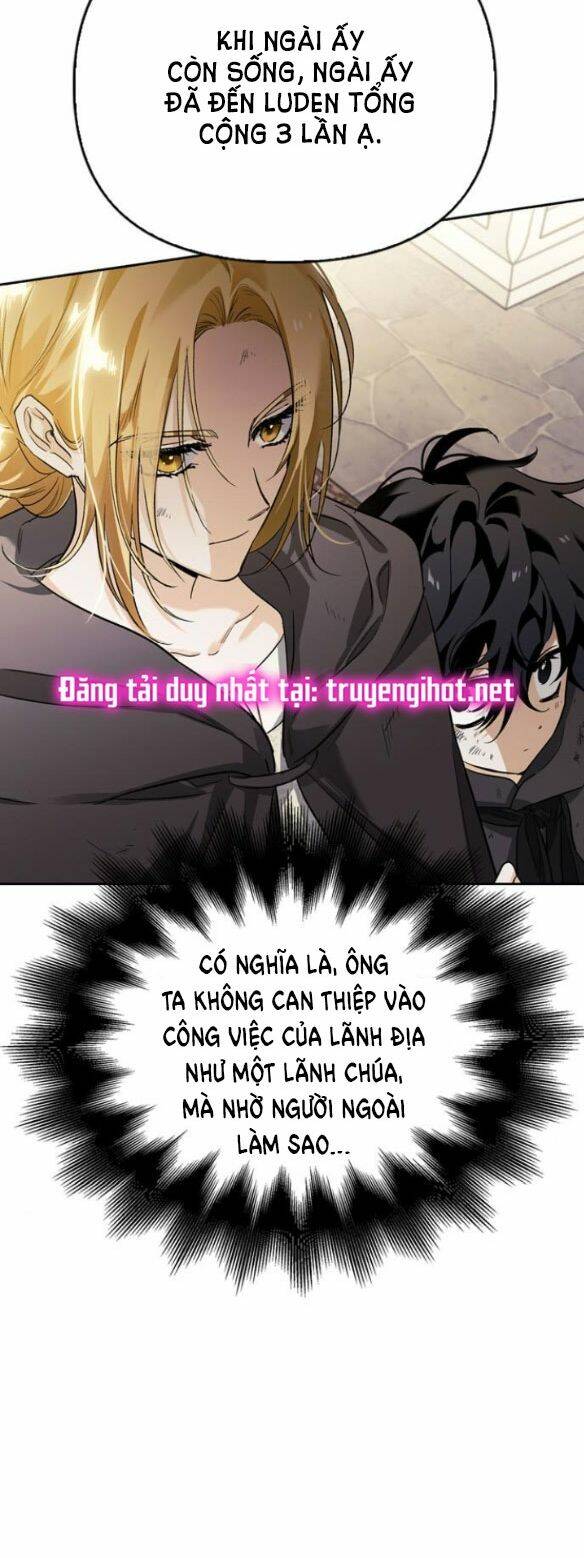 KHI NGÀI ẤY
CÒN SỐNG, NGÀI ẤY
ĐÃ ĐẾN LUDEN TỔNG
CỘNG 3 LẦN Ạ.
Đăng tải duy nhất tại: truyengihot.net
CÓ NGHĨA LÀ, ÔNG
TA KHÔNG CAN THIỆP VÀO
CÔNG VIỆC CỦA LÃNH ĐỊA
NHƯ MỘT LÃNH CHÚA,
MÀ NHỜ NGƯỜI NGOÀI
LÀM SAO...